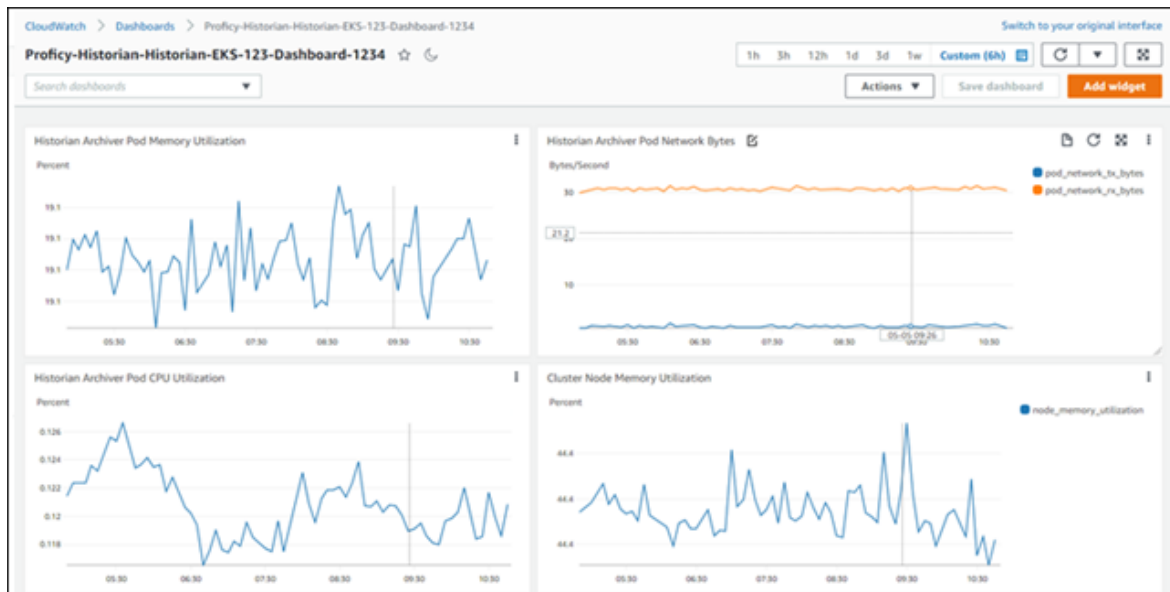 CloudWatch > Dashboards > Proficy-Historian-Historian-EKS-123-Dashboard-1234
Switch to your original interface
Proficy-Historian-Historian-EKS-123-Dashboard-1234
1h 3h 12h 1d 3d 1w Custom (6h)
Search dashboards
Actions ▼ Save dashboard Add widget
Historian Archiver Pod Memory Utilization
Percent
19.1
19.1
19.1
19.1
05:30 06:30 07:30 08:30 09:30 10:30
Historian Archiver Pod Network Bytes
Bytes/Second
pod_network_tx_bytes
pod_network_rx_bytes
30
21.2
10
05:30 06:30 07:30 08:30 05-05 09:26 10:30
Historian Archiver Pod CPU Utilization
Percent
0.126
0.124
0.122
0.12
0.118
05:30 06:30 07:30 08:30 09:30 10:30
Cluster Node Memory Utilization
Percent
node_memory_utilization
44.4
44.4
44.4
05:30 06:30 07:30 08:30 09:30 10:30